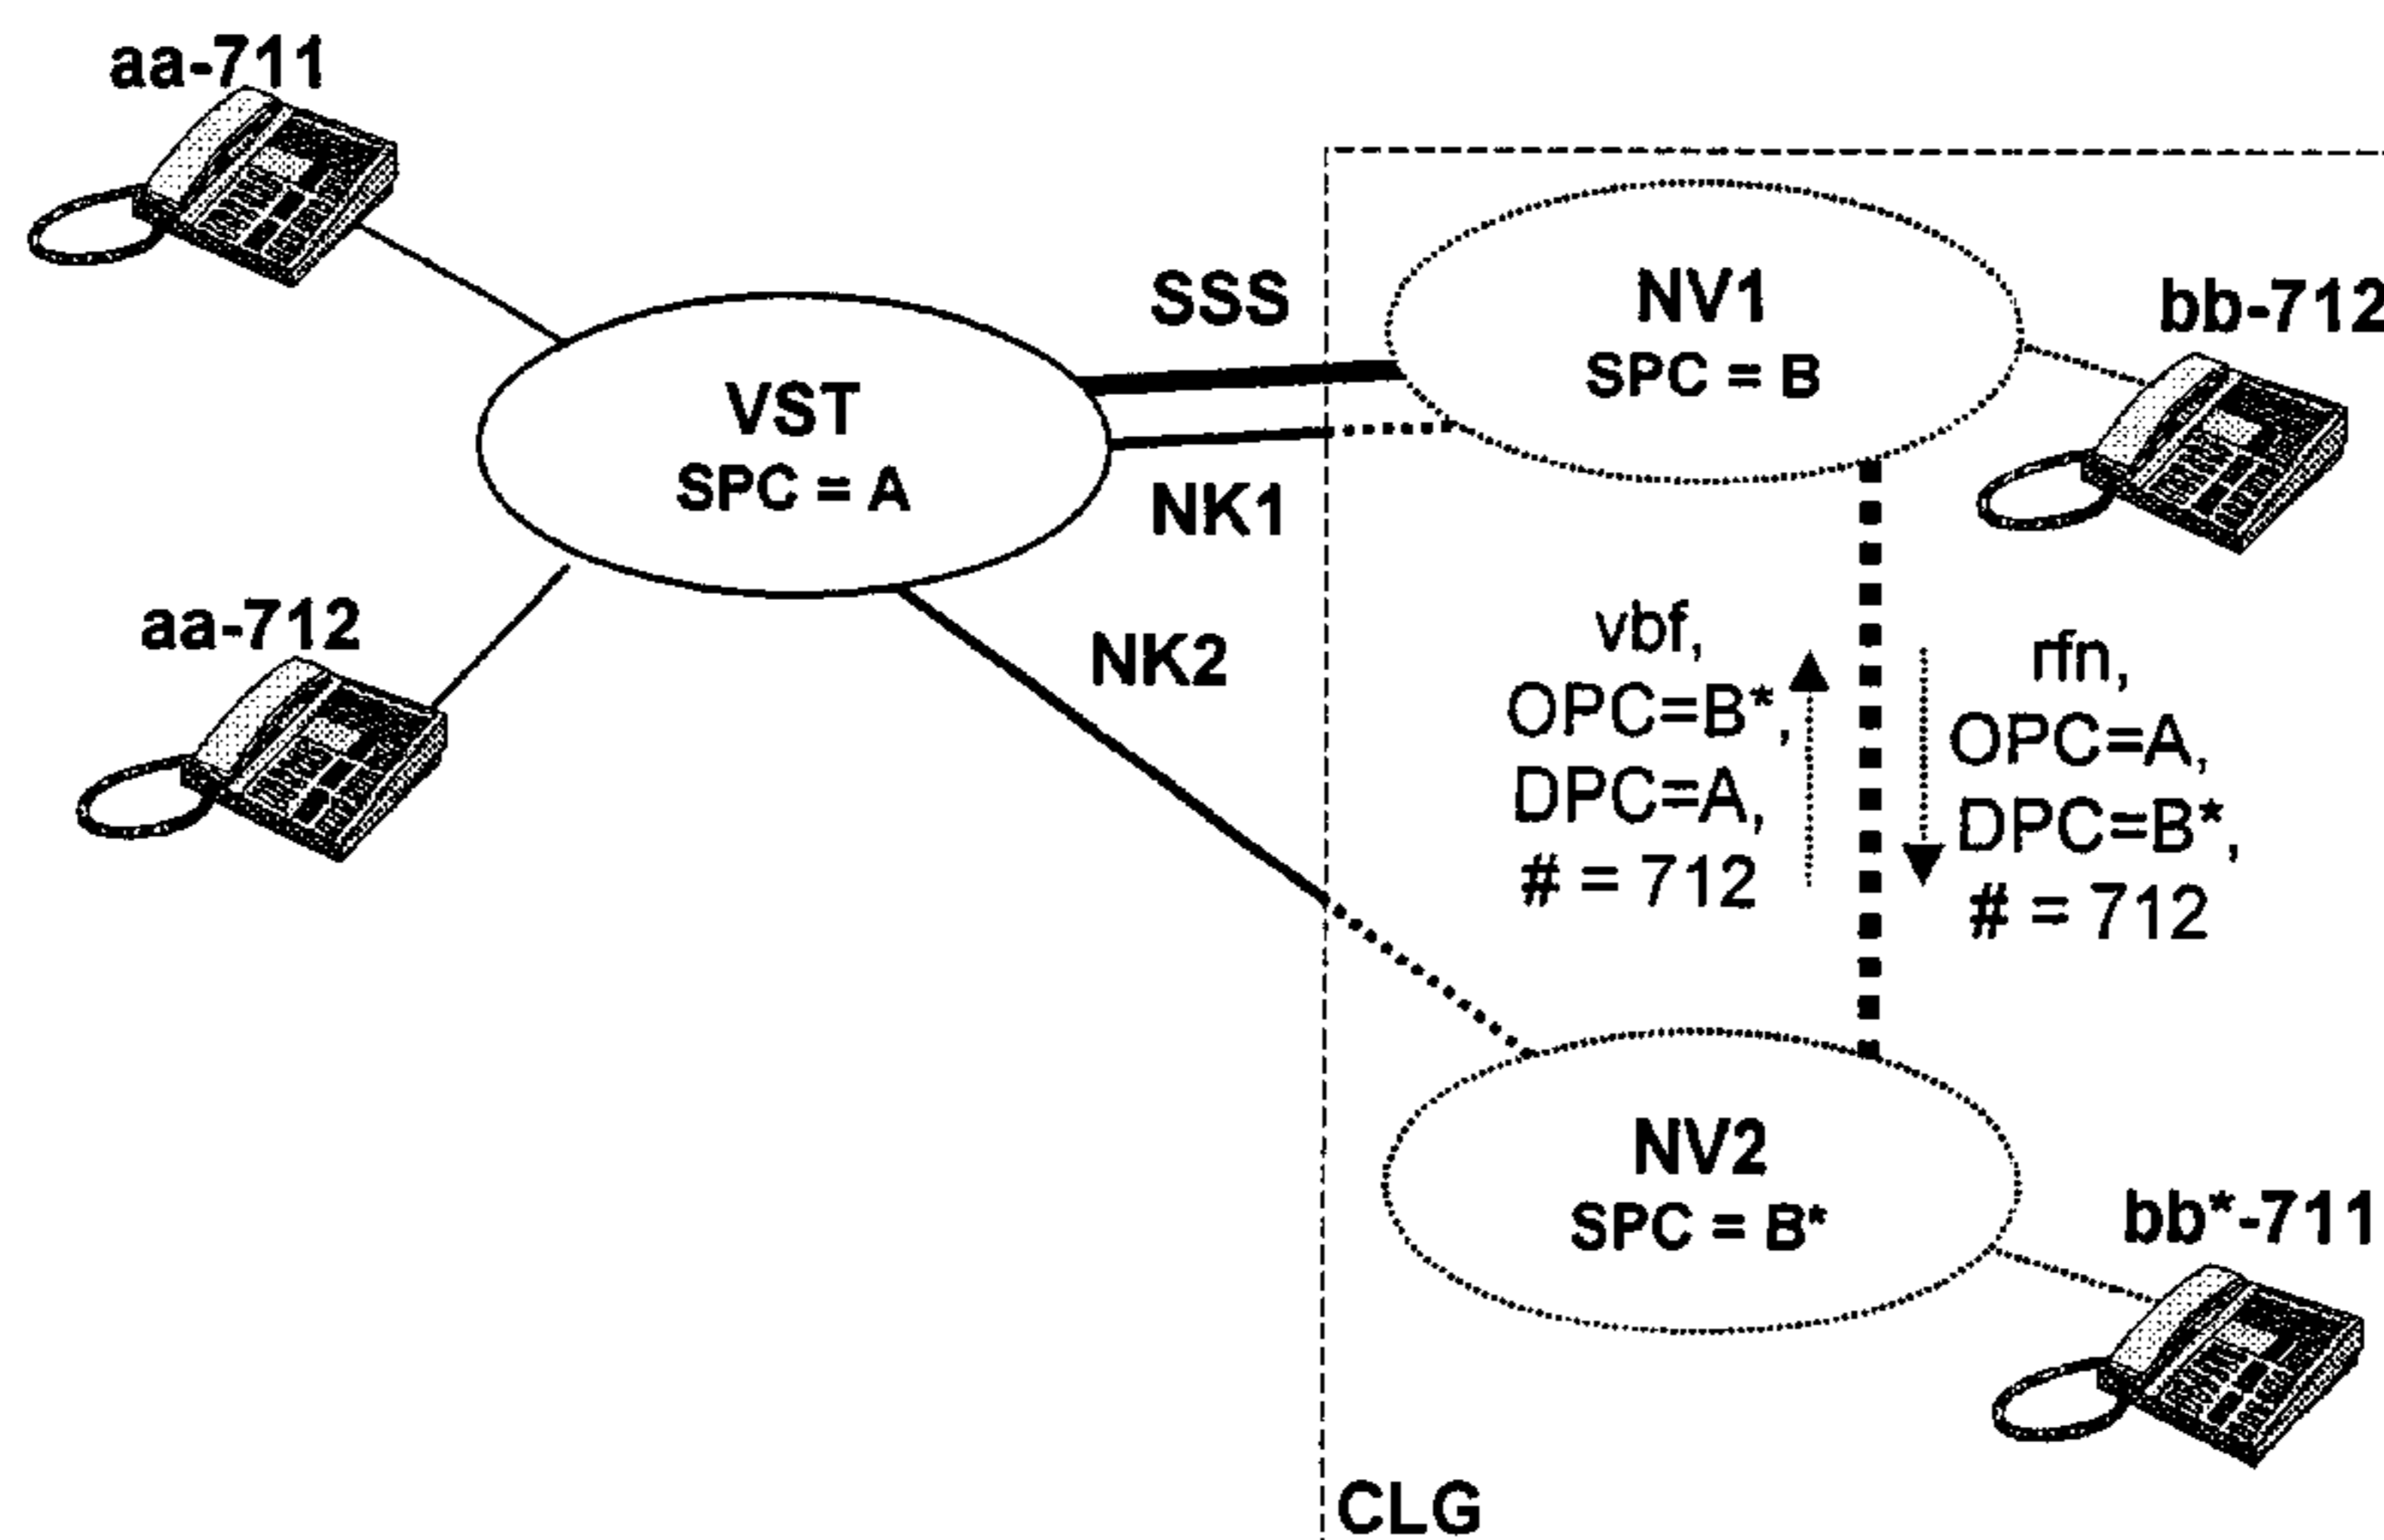 aa-711
SSS
NV1
SPC = B
bb-712
VST
SPC = A
NK1
aa-712
NK2
vbf,
OPC=B*,
DPC=A,
# = 712
rfn,
OPC=A,
DPC=B*,
# = 712
NV2
SPC = B*
bb*-711
CLG